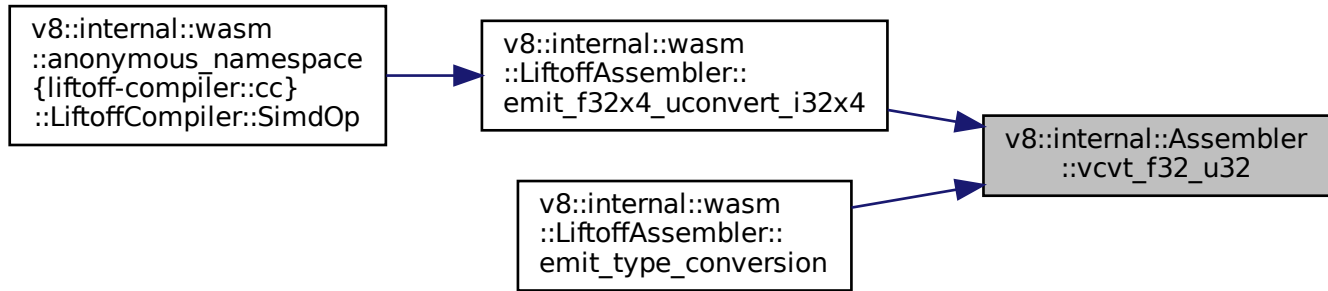 v8::internal::wasm
::anonymous_namespace
{liftoff-compiler::cc}
::LiftoffCompiler::SimdOp
v8::internal::wasm
::LiftoffAssembler::
emit_f32x4_uconvert_i32x4
v8::internal::Assembler
::vcvt_f32_u32
v8::internal::wasm
::LiftoffAssembler::
emit_type_conversion